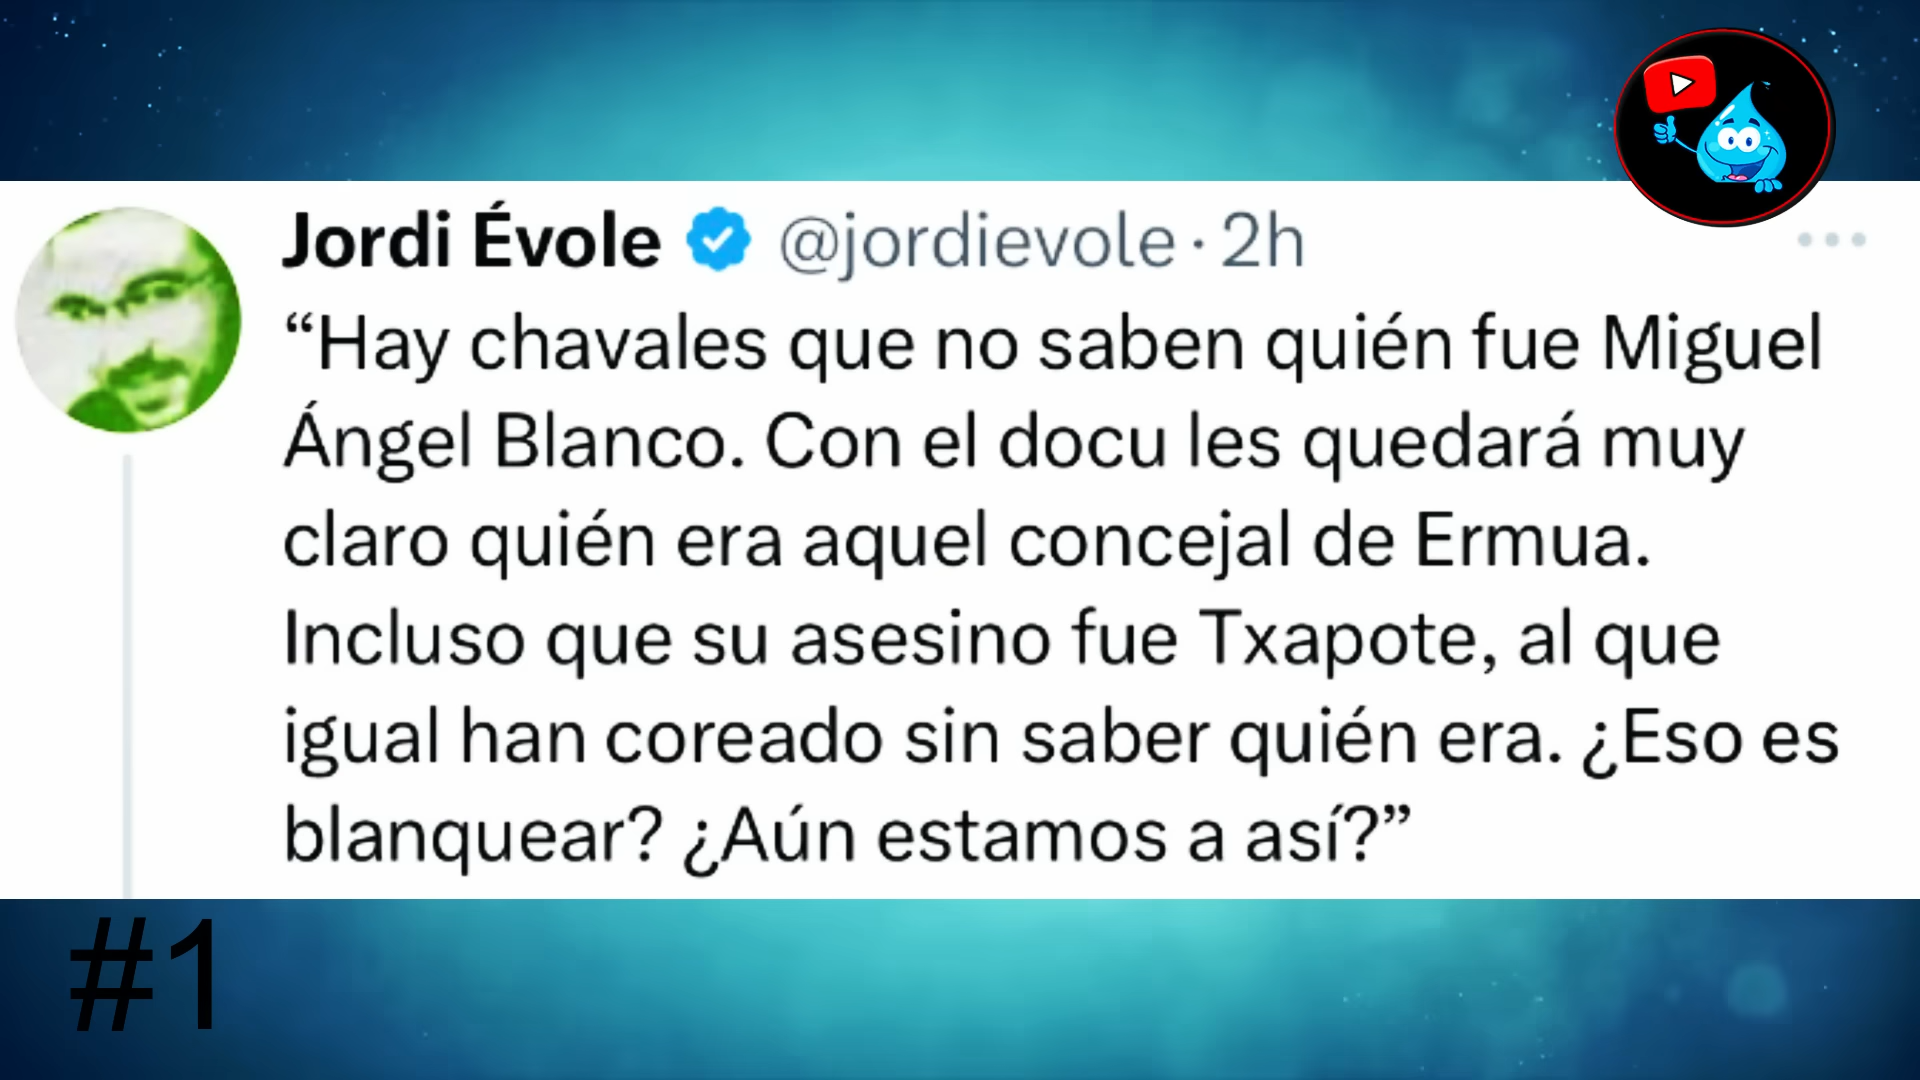 Jordi Évole @jordievole · 2h
“Hay chavales que no saben quién fue Miguel
Ángel Blanco. Con el docu les quedará muy
claro quién era aquel concejal de Ermua.
Incluso que su asesino fue Txapote, al que
igual han coreado sin saber quién era. ¿Eso es
blanquear? ¿Aún estamos a así?”
#1